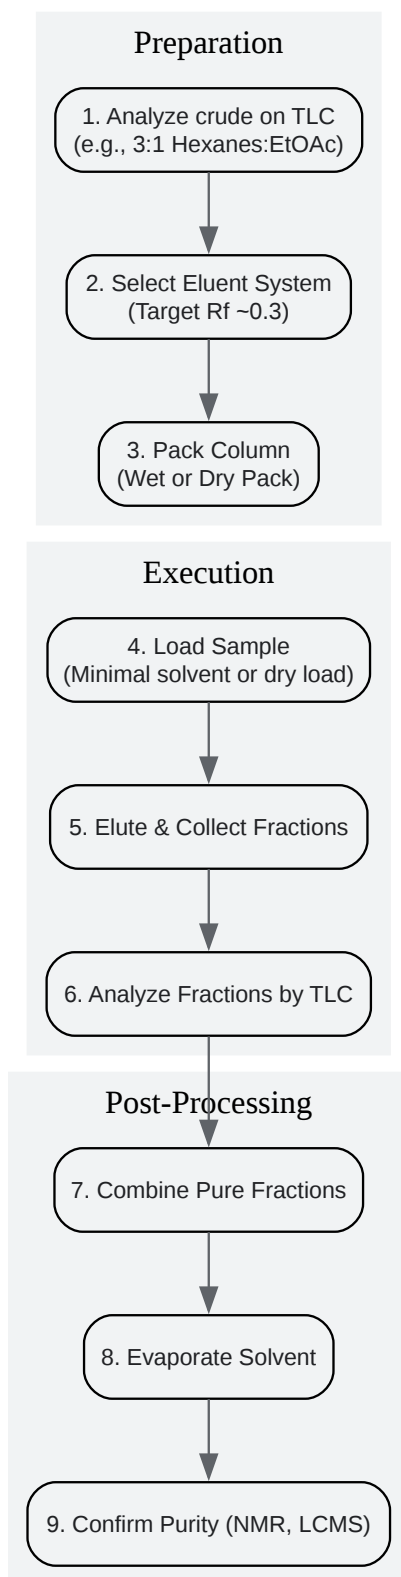 Preparation
1. Analyze crude on TLC
(e.g., 3:1 Hexanes:EtOAc)
2. Select Eluent System
(Target Rf ~0.3)
3. Pack Column
(Wet or Dry Pack)
Execution
4. Load Sample
(Minimal solvent or dry load)
5. Elute & Collect Fractions
6. Analyze Fractions by TLC
Post-Processing
7. Combine Pure Fractions
8. Evaporate Solvent
9. Confirm Purity (NMR, LCMS)